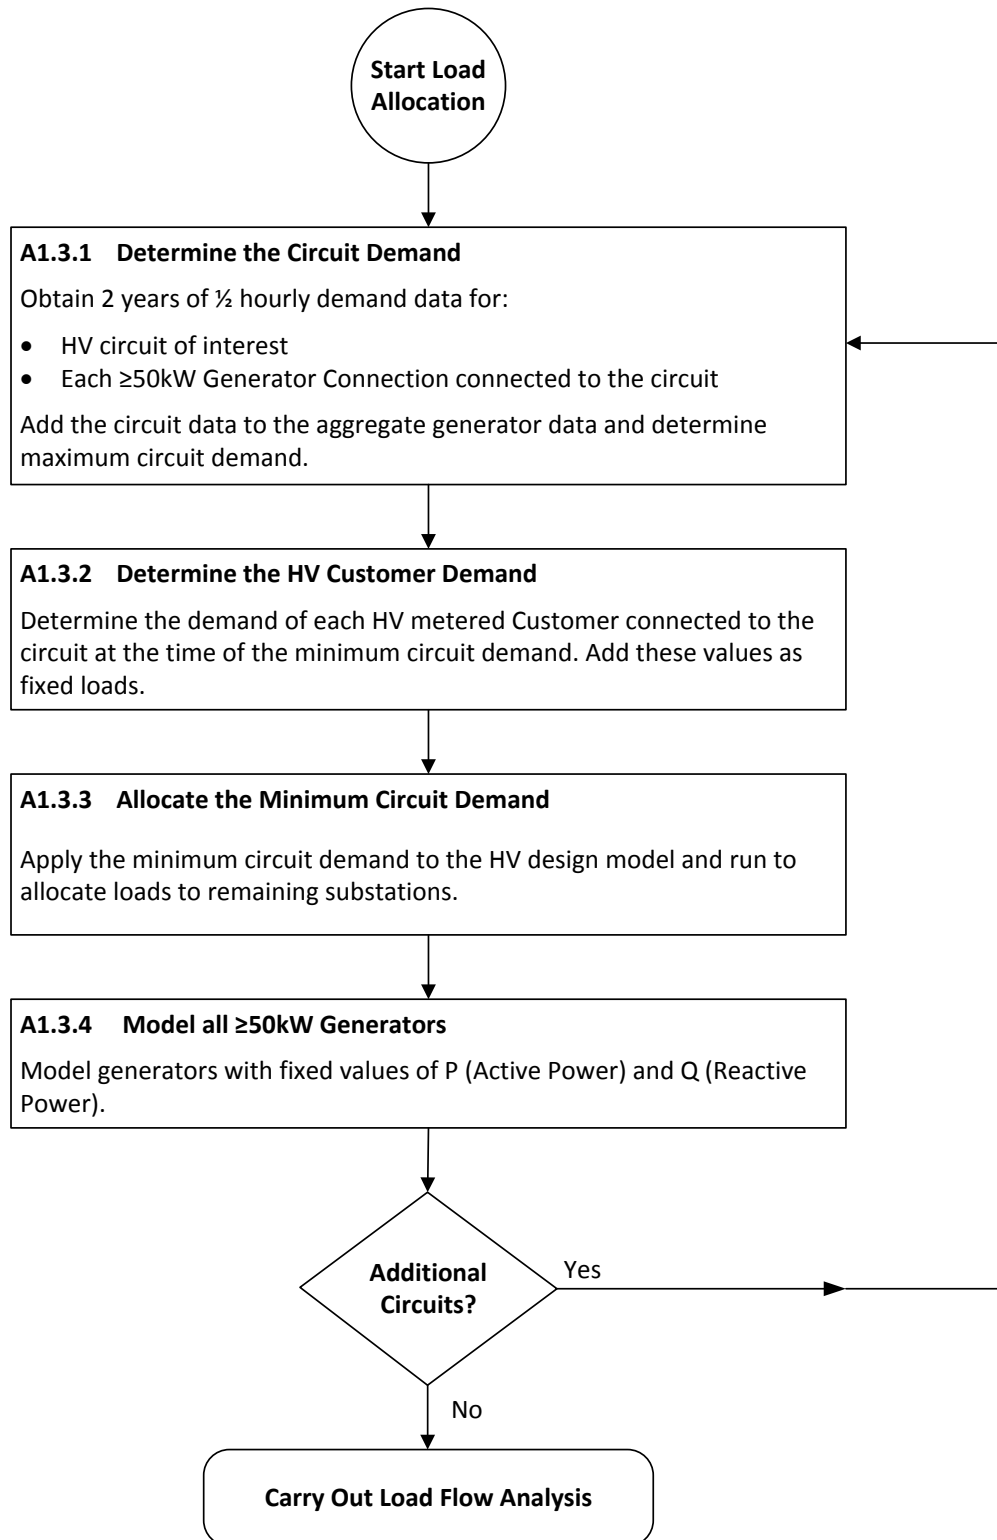 Start Load
Allocation
A1.3.1 Determine the Circuit Demand
Obtain 2 years of ½ hourly demand data for:
• HV circuit of interest
• Each ≥50kW Generator Connection connected to the circuit
Add the circuit data to the aggregate generator data and determine
maximum circuit demand.
A1.3.2 Determine the HV Customer Demand
Determine the demand of each HV metered Customer connected to the
circuit at the time of the minimum circuit demand. Add these values as
fixed loads.
A1.3.3 Allocate the Minimum Circuit Demand
Apply the minimum circuit demand to the HV design model and run to
allocate loads to remaining substations.
A1.3.4 Model all ≥50kW Generators
Model generators with fixed values of P (Active Power) and Q (Reactive
Power).
Additional
Circuits?
Yes
No
Carry Out Load Flow Analysis